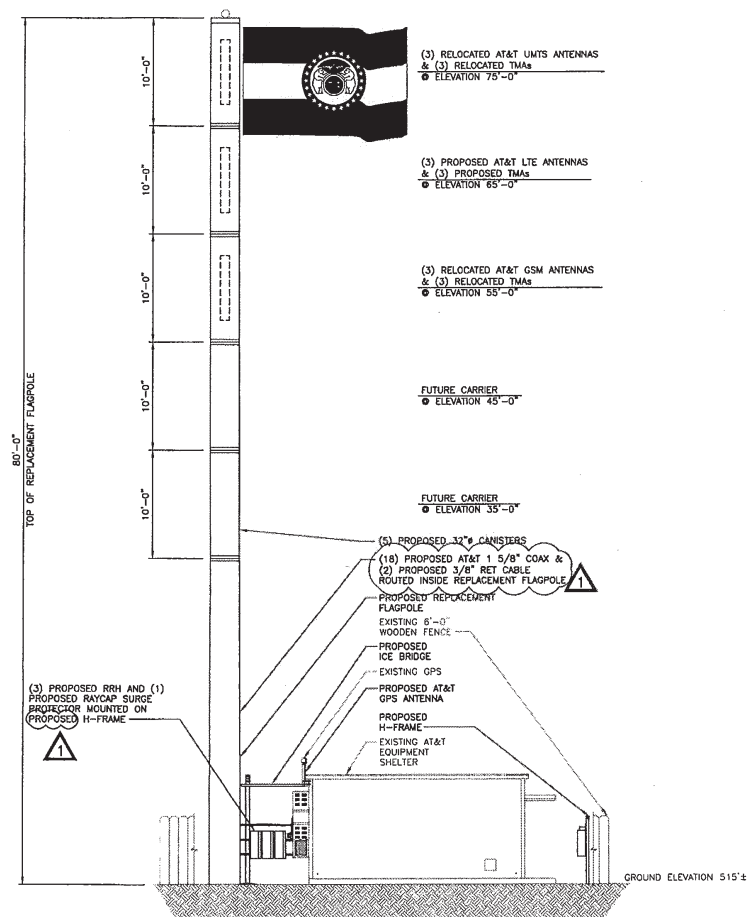 (3) RELOCATED AT&T UMTS ANTENNAS
& (3) RELOCATED TMAs
@ ELEVATION 75'-0"
10'-0"
(3) PROPOSED AT&T LTE ANTENNAS
& (3) PROPOSED TMAs
@ ELEVATION 65'-0"
10'-0"
(3) RELOCATED AT&T GSM ANTENNAS
& (3) RELOCATED TMAs
@ ELEVATION 55'-0"
10'-0"
FUTURE CARRIER
@ ELEVATION 45'-0"
10'-0"
80'-0"
TOP OF REPLACEMENT FLAGPOLE
FUTURE CARRIER
@ ELEVATION 35'-0"
10'-0"
(5) PROPOSED 32"ø CANISTERS
(18) PROPOSED AT&T 1 5/8" COAX &
(2) PROPOSED 3/8" RET CABLE
ROUTED INSIDE REPLACEMENT FLAGPOLE
1
PROPOSED REPLACEMENT
FLAGPOLE
EXISTING 6'-0"
WOODEN FENCE
PROPOSED
ICE BRIDGE
EXISTING GPS
PROPOSED AT&T
GPS ANTENNA
(3) PROPOSED RRH AND (1)
PROPOSED RAYCAP SURGE
PROTECTOR MOUNTED ON
PROPOSED H-FRAME
1
PROPOSED
H-FRAME
EXISTING AT&T
EQUIPMENT
SHELTER
GROUND ELEVATION 515'±